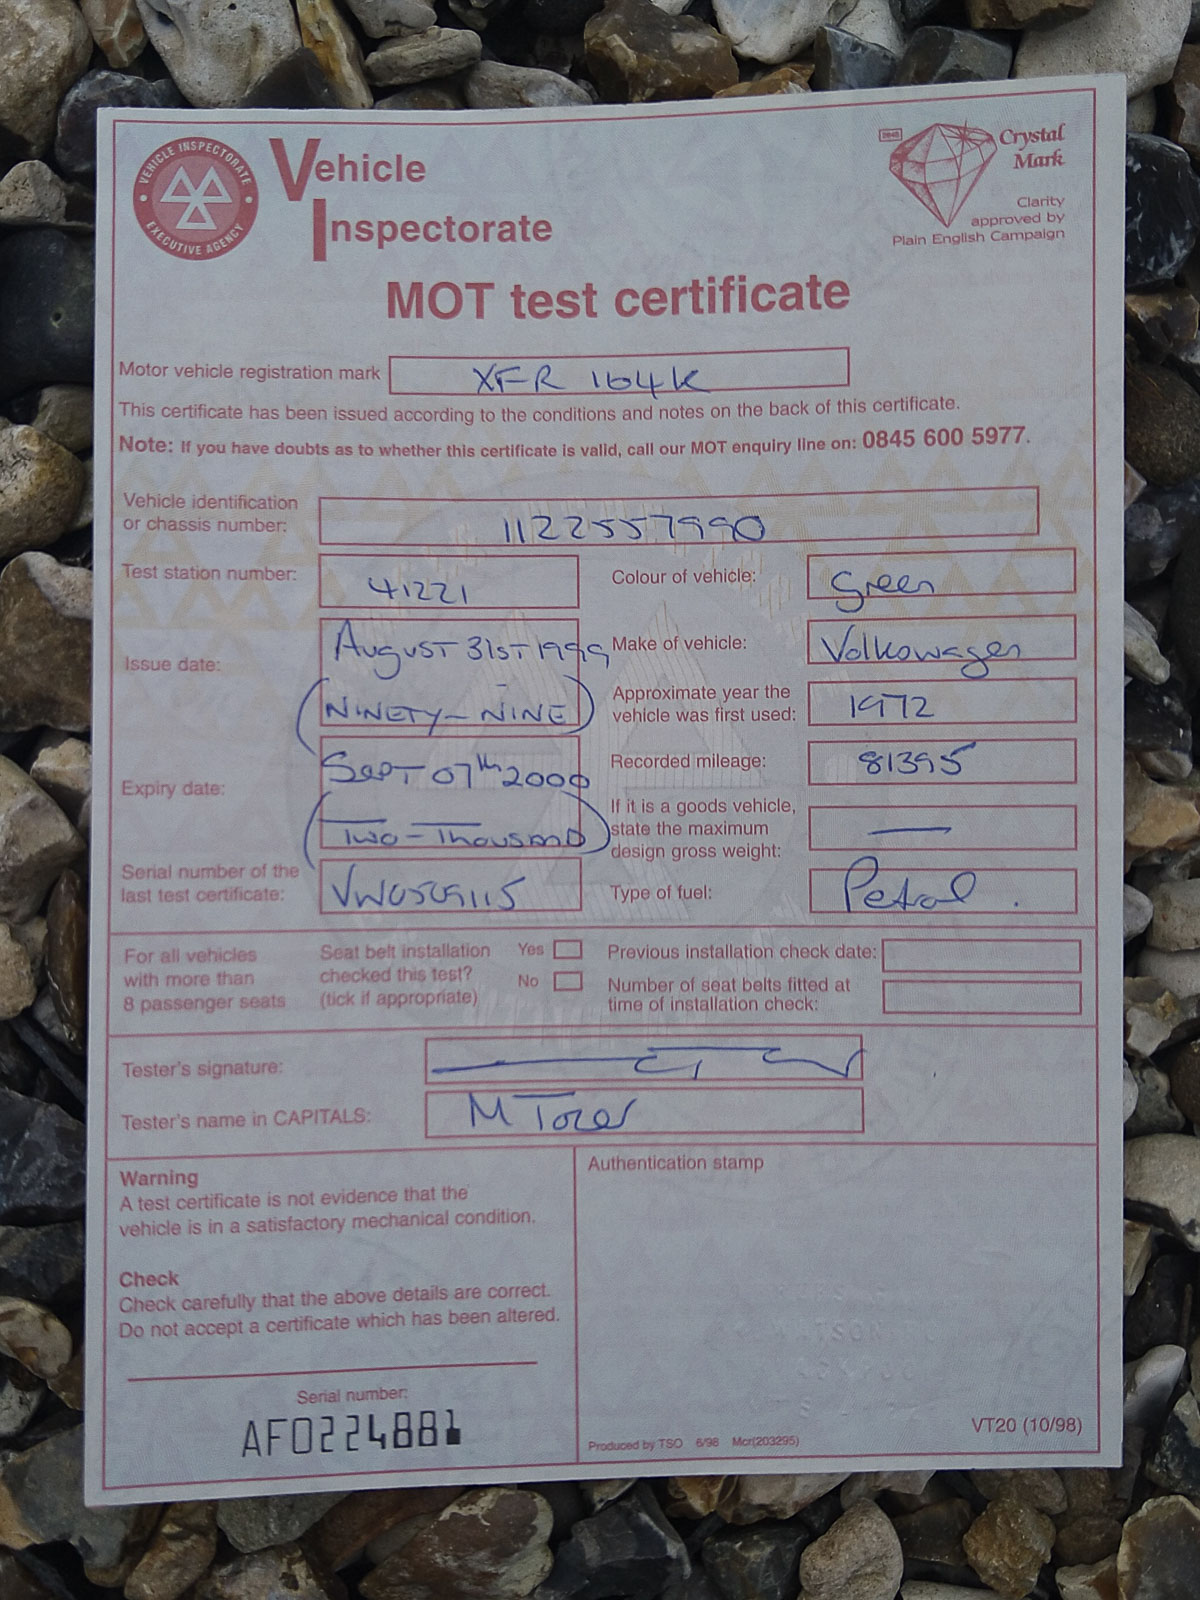 VEHICLE INSPECTORATE
EXECUTIVE AGENCY
Vehicle
Inspectorate
Crystal
Mark
Clarity
approved by
Plain English Campaign
MOT test certificate
Motor vehicle registration mark XFR 164K
This certificate has been issued according to the conditions and notes on the back of this certificate.
Note: If you have doubts as to whether this certificate is valid, call our MOT enquiry line on: 0845 600 5977.
Vehicle identification
or chassis number: 1122557990
Test station number: 41221
Colour of vehicle: Green
Issue date: August 31st 1999
(NINETY-NINE)
Make of vehicle: Volkowagen
Approximate year the
vehicle was first used: 1972
Expiry date: Sept 07th 2000
(Two-Thousand)
Recorded mileage: 81395
If it is a goods vehicle,
state the maximum
design gross weight: —
Serial number of the
last test certificate: VW0509115
Type of fuel: Petrol.
For all vehicles
with more than
8 passenger seats
Seat belt installation
checked this test?
(tick if appropriate)
Yes
No
Previous installation check date:
Number of seat belts fitted at
time of installation check:
Tester's signature:
Tester's name in CAPITALS: M Tozer
Warning
A test certificate is not evidence that the
vehicle is in a satisfactory mechanical condition.
Check
Check carefully that the above details are correct.
Do not accept a certificate which has been altered.
Serial number:
AF0224881
Authentication stamp
Produced by TSO 6/98 Mcr(203295)
VT20 (10/98)